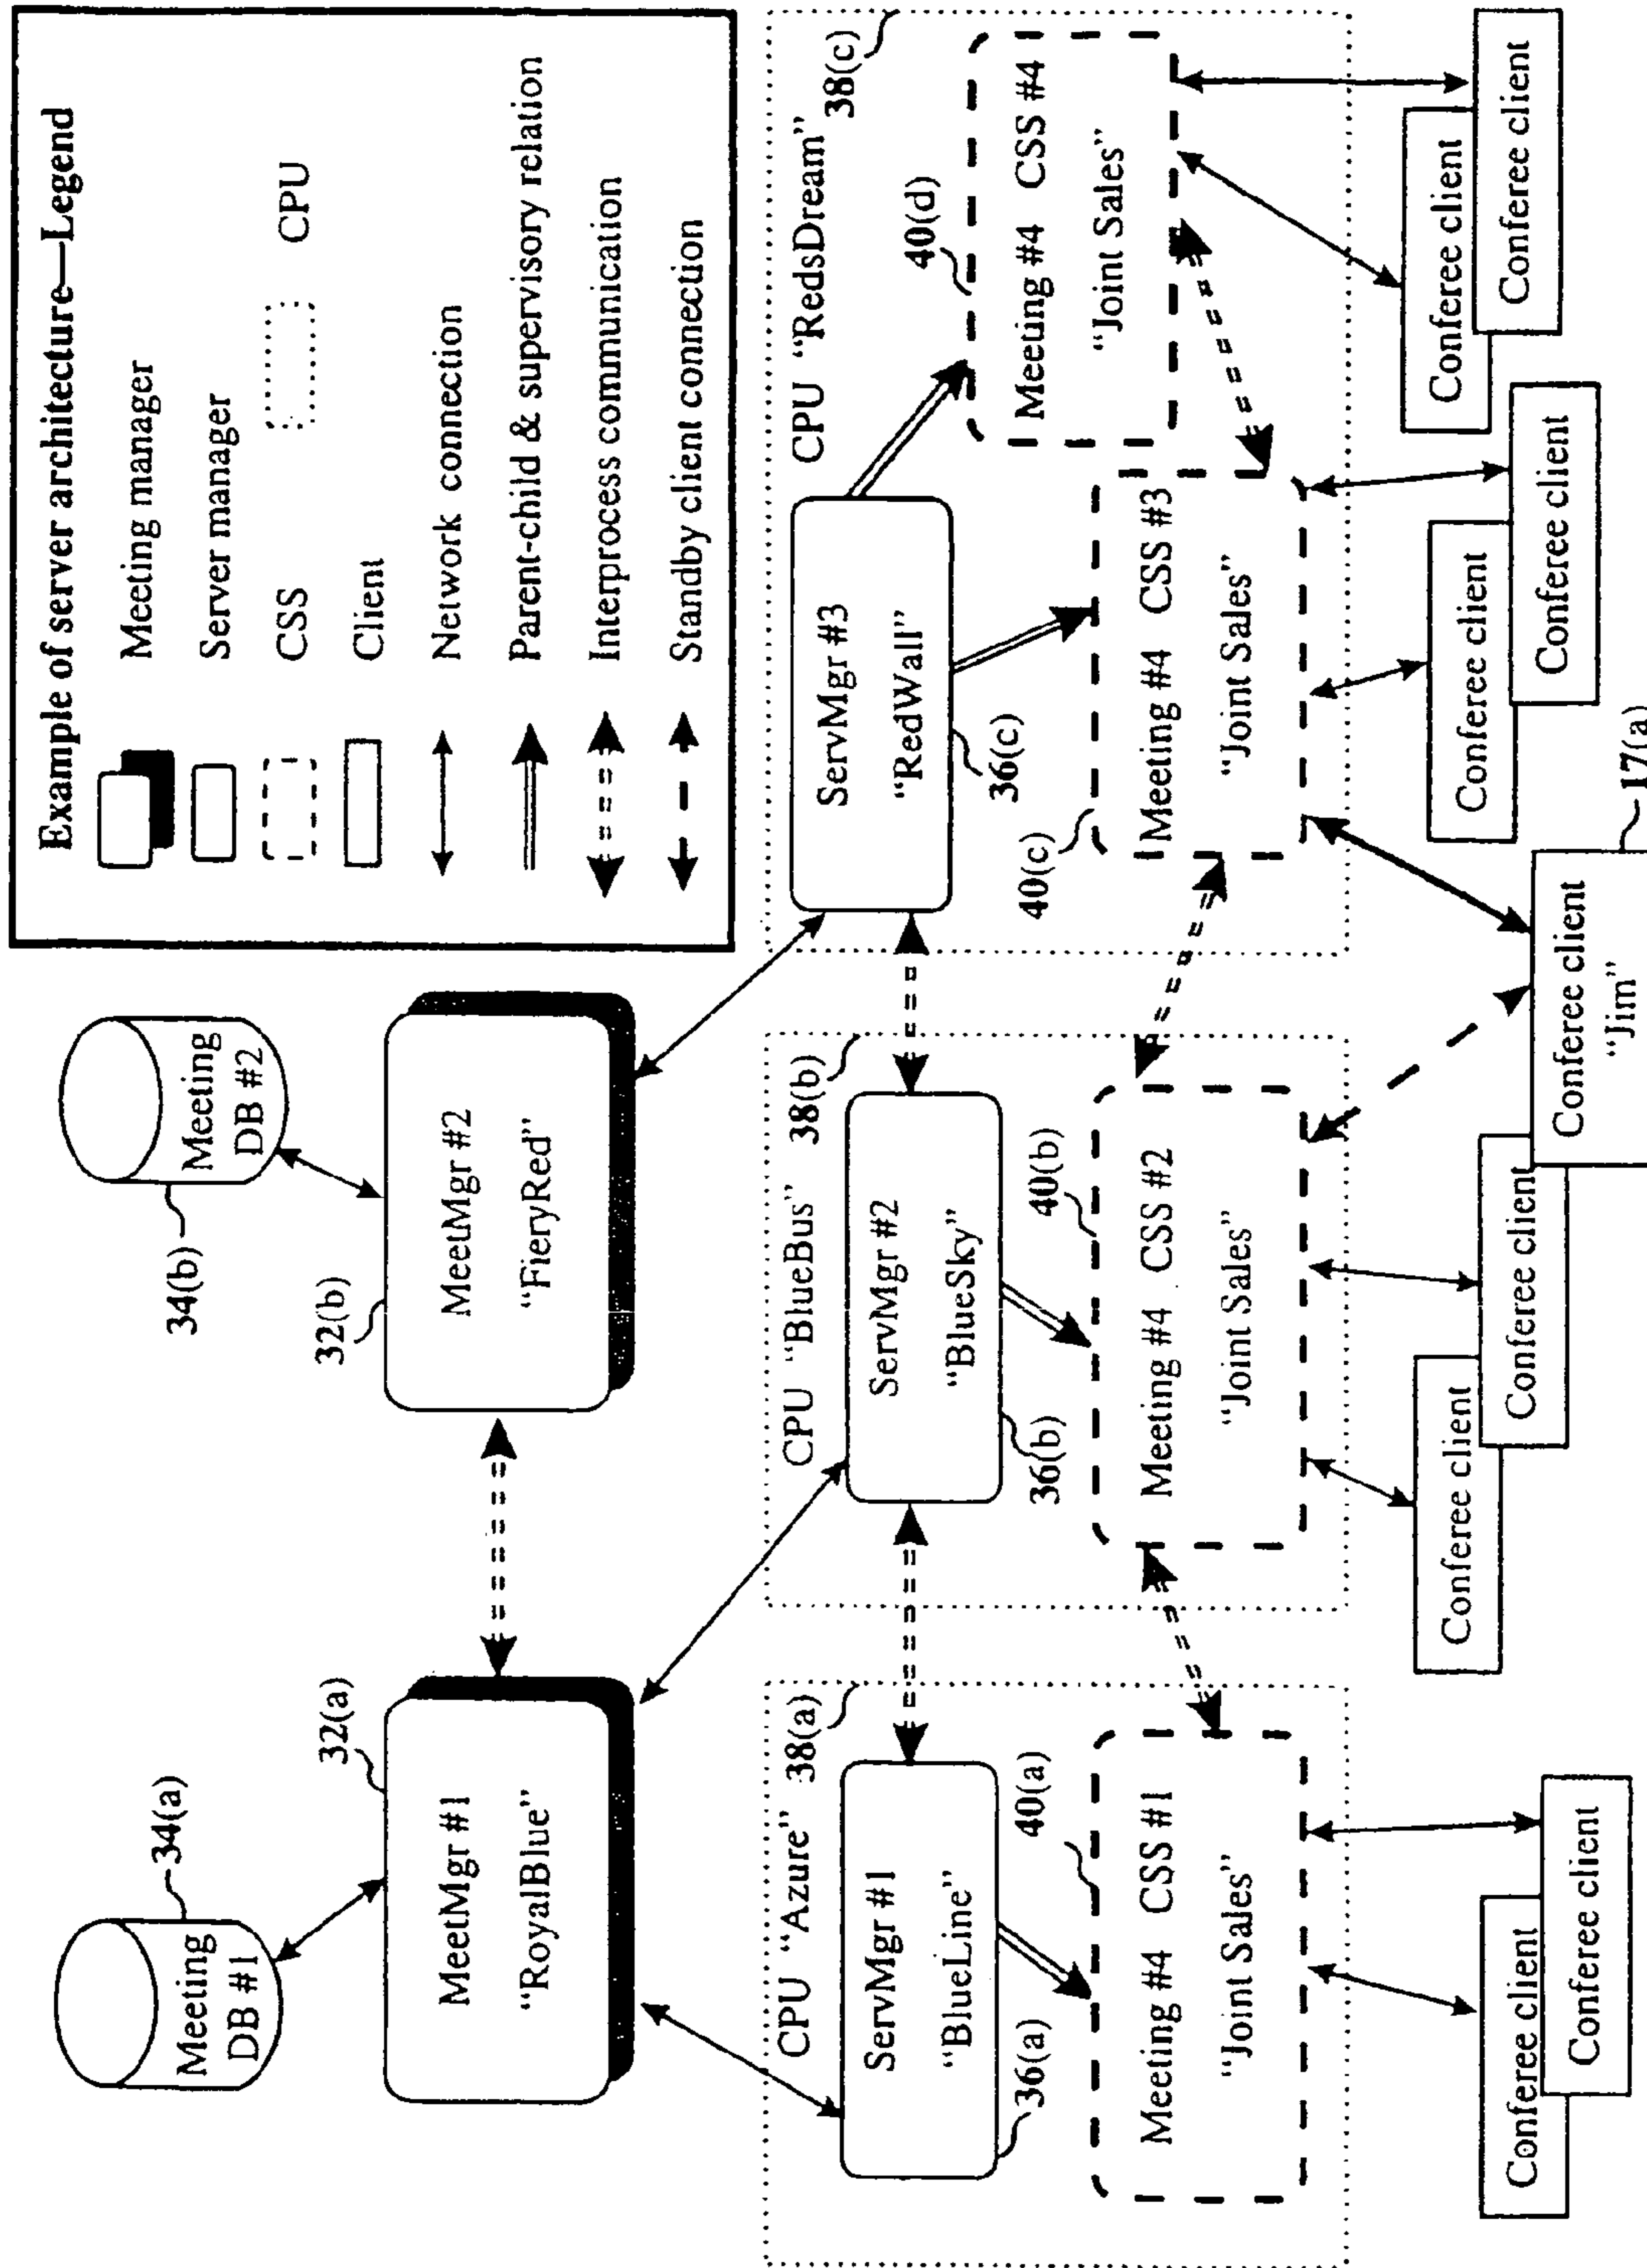 Example of server architecture—Legend
Meeting manager
Server manager
CSS
CPU
Client
Network connection
Parent-child & supervisory relation
Interprocess communication
Standby client connection
Meeting
DB #1
34(a)
Meeting
DB #2
34(b)
MeetMgr #1
"RoyalBlue"
32(a)
MeetMgr #2
"FieryRed"
32(b)
CPU "Azure"
38(a)
ServMgr #1
"BlueLine"
36(a)
40(a)
Meeting #4 CSS #1
"Joint Sales"
CPU "BlueBus"
38(b)
ServMgr #2
"BlueSky"
36(b)
40(b)
Meeting #4 CSS #2
"Joint Sales"
CPU "RedsDream"
38(c)
ServMgr #3
"RedWall"
36(c)
40(c)
Meeting #4 CSS #3
"Joint Sales"
40(d)
Meeting #4 CSS #4
"Joint Sales"
Conferee client
Conferee client
Conferee client
Conferee client
Conferee client
"Jim"
17(a)
Conferee client
Conferee client
Conferee client
Conferee client